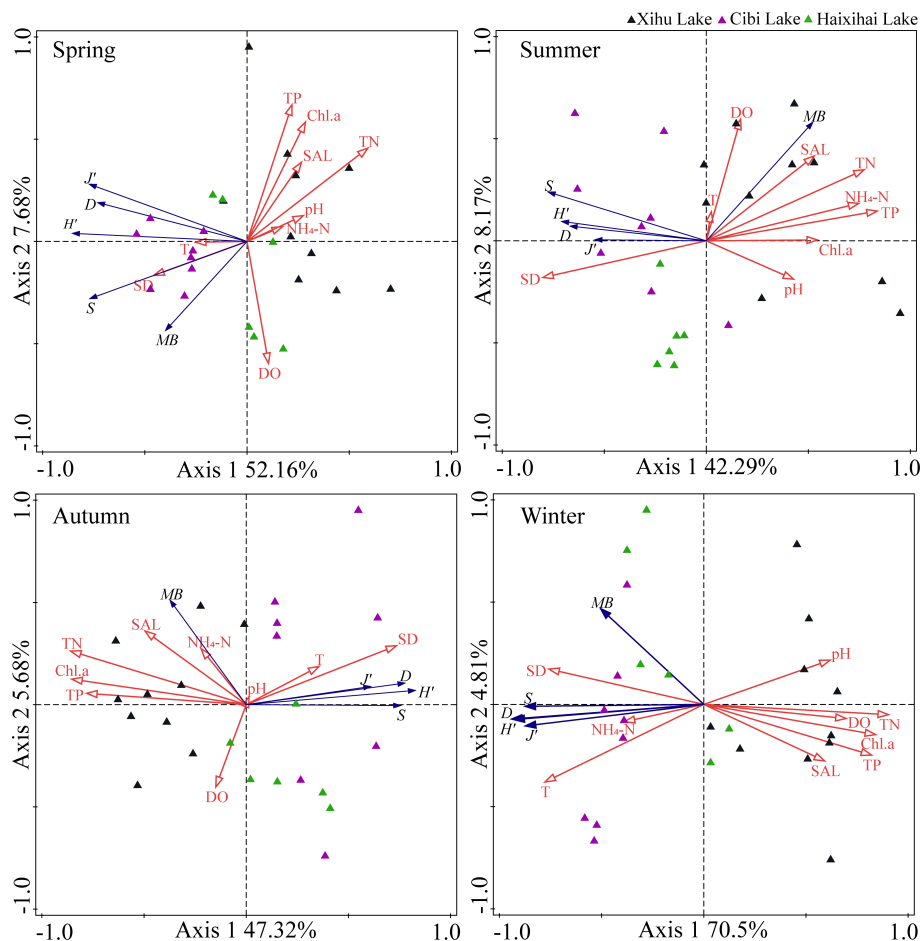 Xihu Lake Cibi Lake Haixihai Lake
Spring
1.0
Axis 2 7.68%
-1.0
TP
Chl.a
TN
SAL
J'
D
pH
H'
NH₄-N
T
SD
S
MB
DO
-1.0 Axis 1 52.16% 1.0
Summer
1.0
Axis 2 8.17%
-1.0
DO
MB
SAL
TN
S
T
NH₄-N
TP
H'
D
J'
Chl.a
SD
pH
-1.0 Axis 1 42.29% 1.0
Autumn
1.0
Axis 2 5.68%
-1.0
MB
SAL
TN
NH₄-N
SD
T
Chl.a
D
TP
pH
J'
H'
S
DO
-1.0 Axis 1 47.32% 1.0
Winter
1.0
Axis 2 4.81%
-1.0
MB
pH
SD
S
D
H'
J'
NH₄-N
DO
TN
Chl.a
TP
SAL
T
-1.0 Axis 1 70.5% 1.0